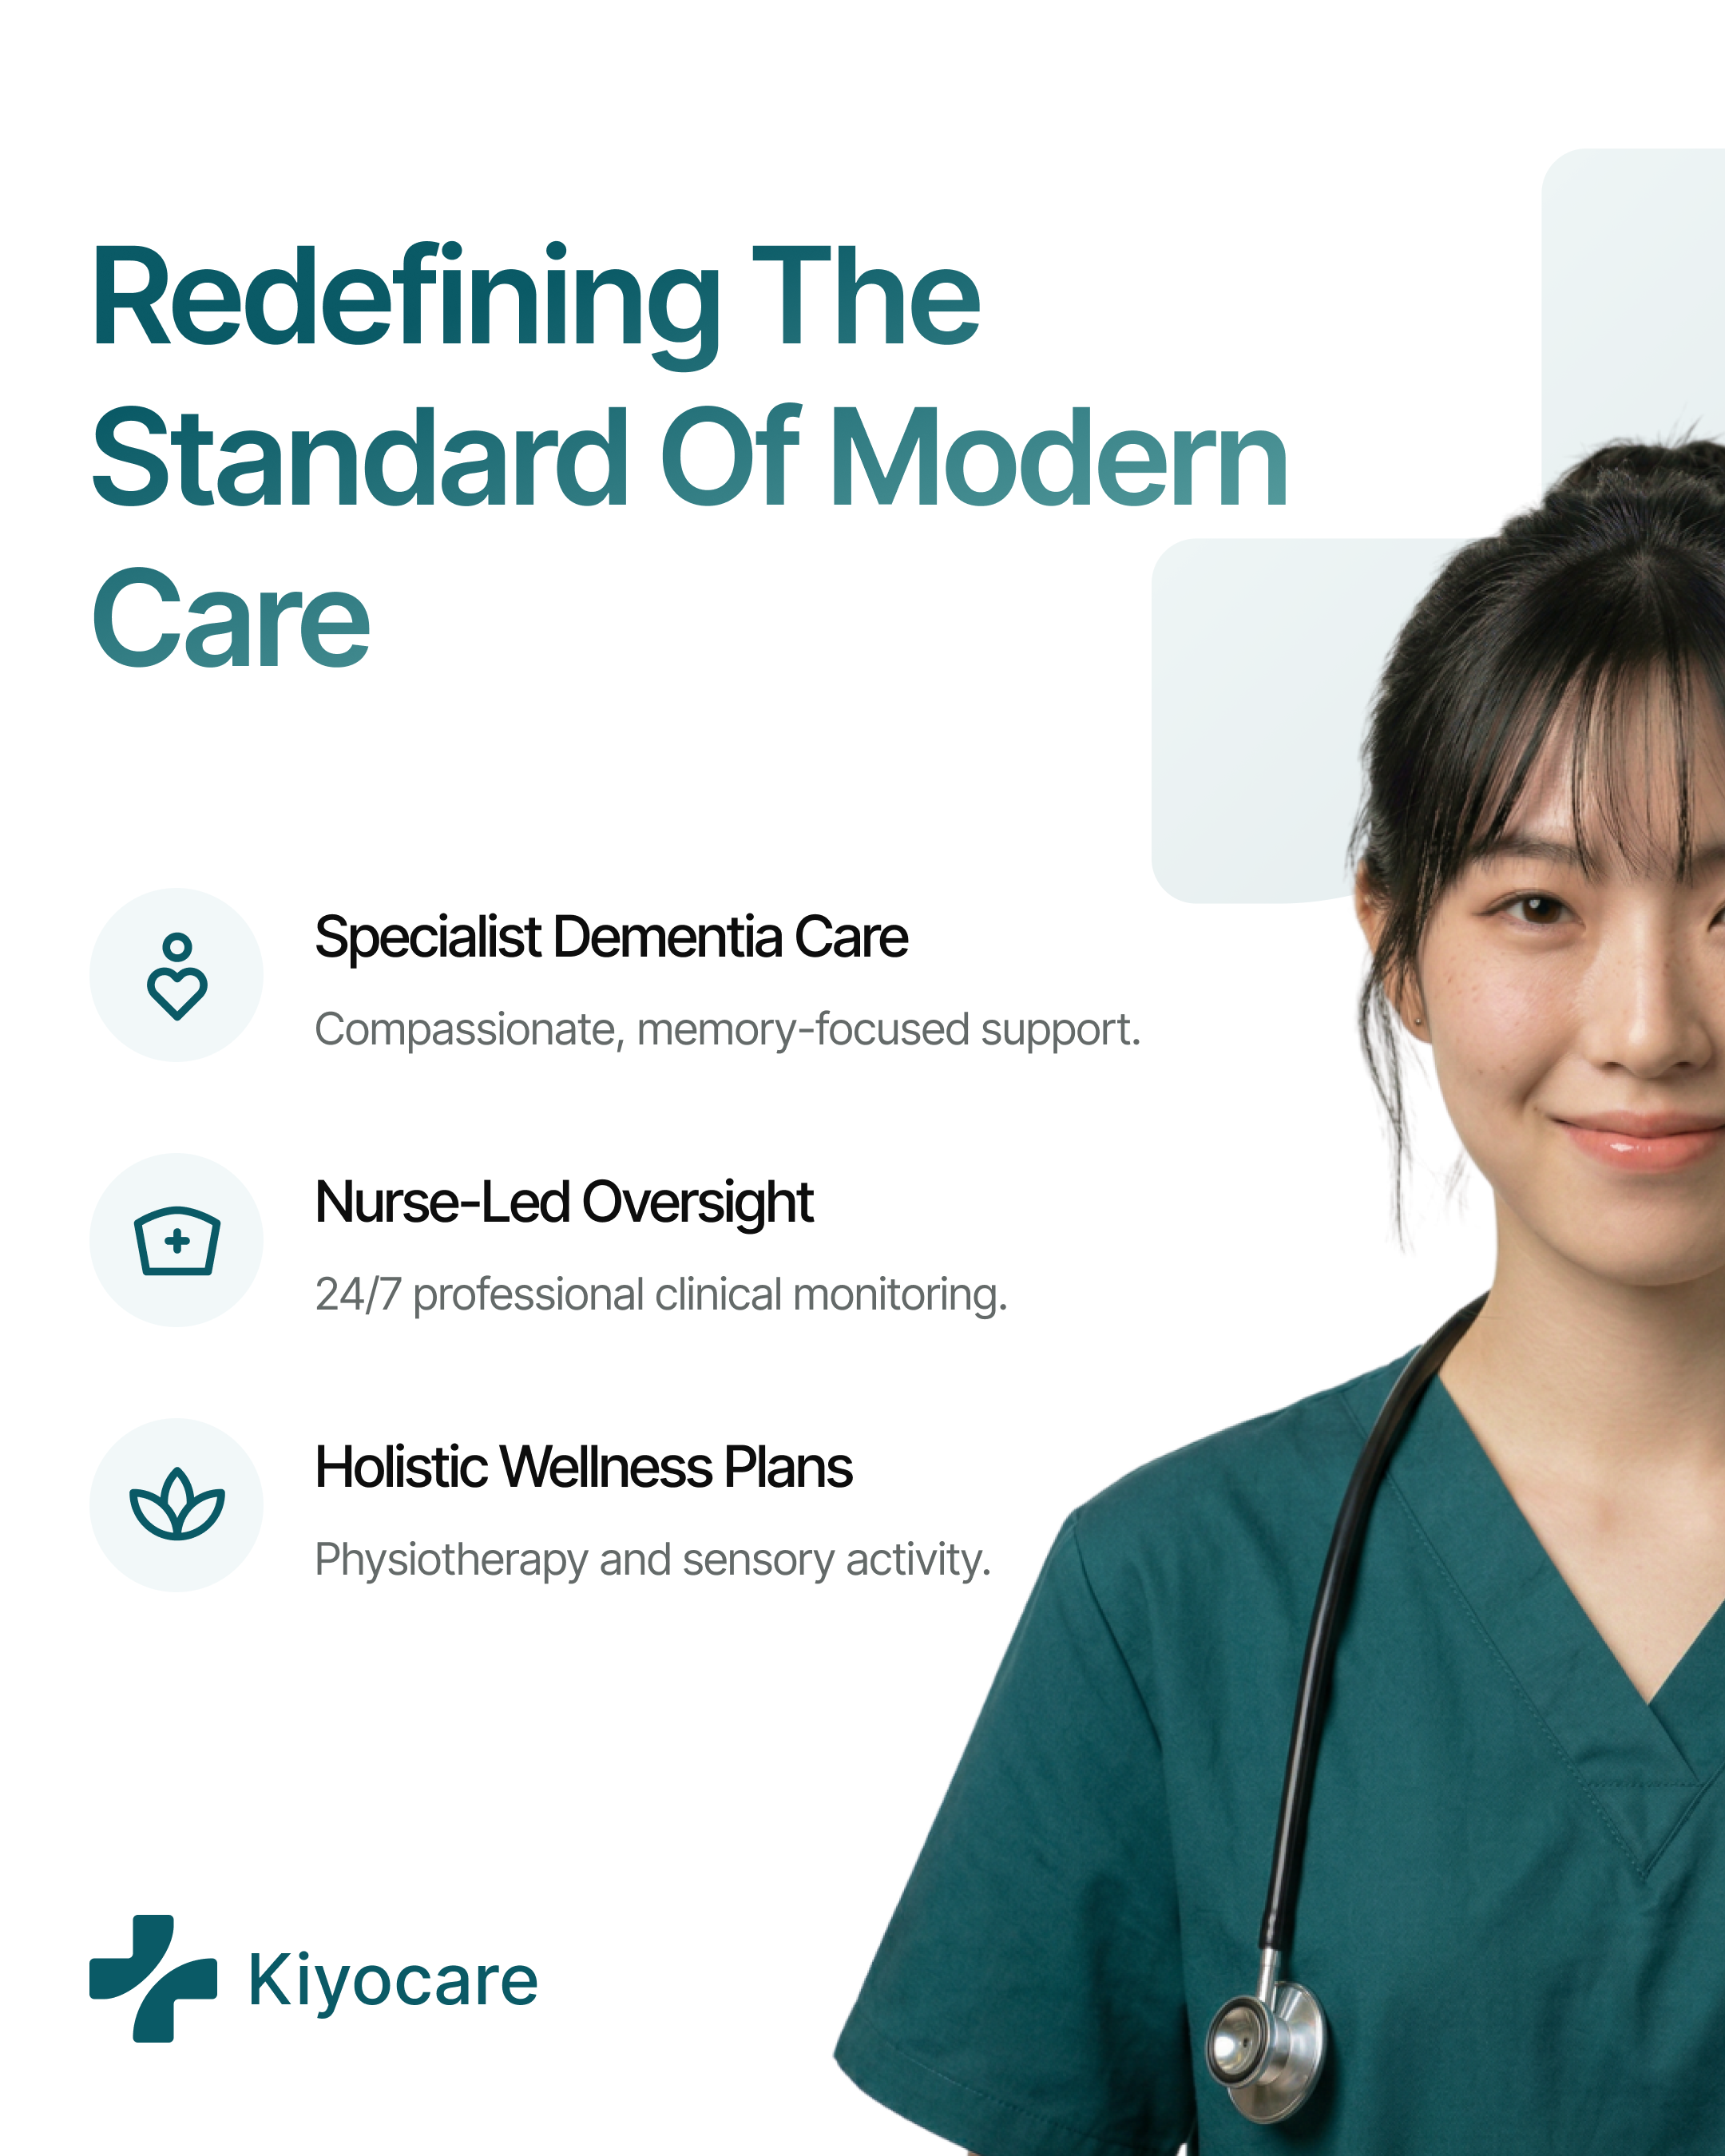 Redefining The
Standard Of Modern
Care
Specialist Dementia Care
Compassionate, memory-focused support.
Nurse-Led Oversight
24/7 professional clinical monitoring.
Holistic Wellness Plans
Physiotherapy and sensory activity.
Kiyocare